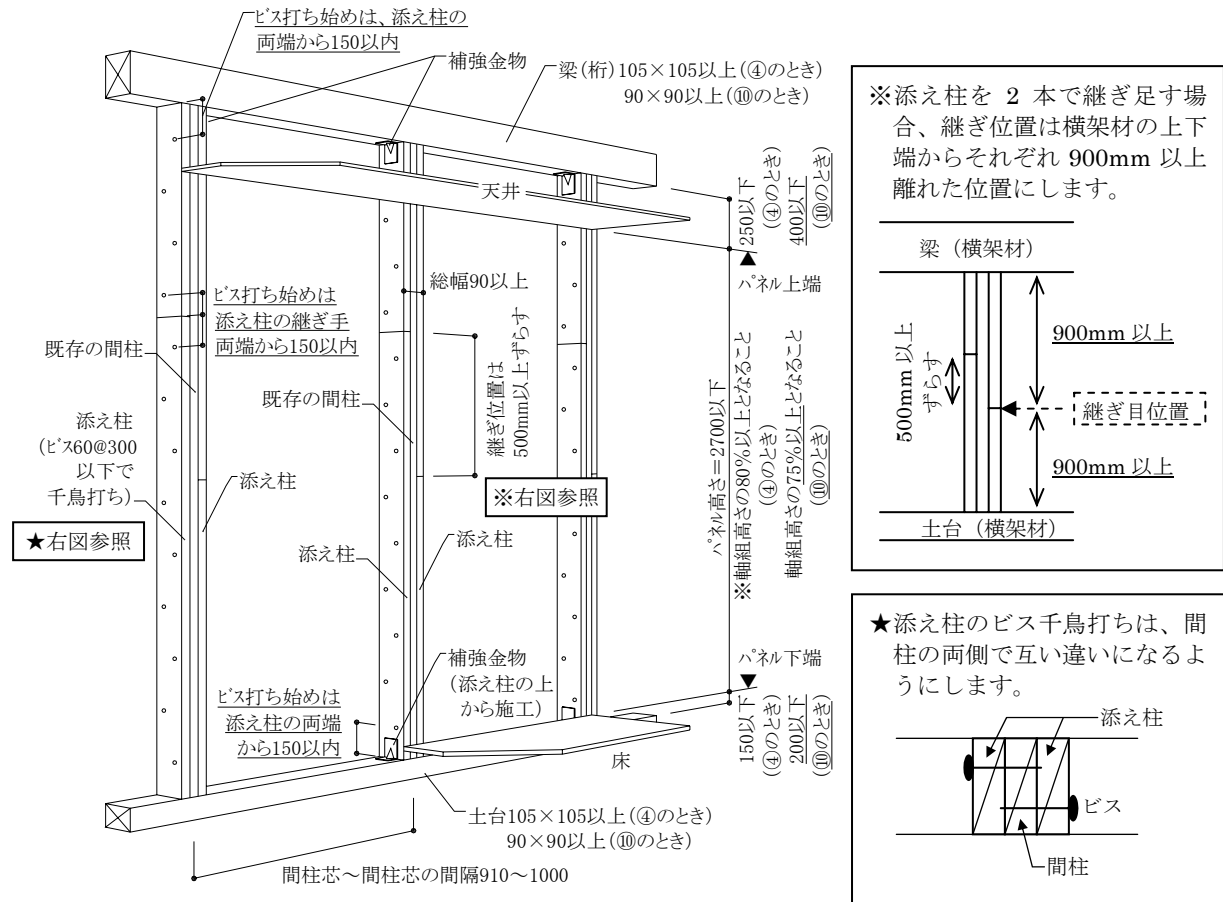 ビス打ち始めは、添え柱の
両端から150以内
補強金物
梁(桁)105×105以上(④のとき)
90×90以上(⑩のとき)
天井
250以下
(④のとき)
400以下
(⑩のとき)
パネル上端
総幅90以上
ビス打ち始めは
添え柱の継ぎ手
両端から150以内
既存の間柱
既存の間柱
継ぎ位置は
500mm以上ずらす
添え柱
(ビス60@300
以下で
千鳥打ち)
添え柱
★右図参照
※右図参照
添え柱
添え柱
パネル高さ=2700以下
※軸組高さの80%以上となること
(④のとき)
軸組高さの75%以上となること
(⑩のとき)
補強金物
(添え柱の上
から施工)
ビス打ち始めは
添え柱の両端
から150以内
パネル下端
150以下
(④のとき)
200以下
(⑩のとき)
床
土台105×105以上(④のとき)
90×90以上(⑩のとき)
間柱芯～間柱芯の間隔910～1000
※添え柱を 2 本で継ぎ足す場
合、継ぎ位置は横架材の上下
端からそれぞれ 900mm 以上
離れた位置にします。
梁（横架材）
500mm 以上
ずらす
900mm 以上
継ぎ目位置
900mm 以上
土台（横架材）
★添え柱のビス千鳥打ちは、間
柱の両側で互い違いになるよ
うにします。
添え柱
ビス
間柱